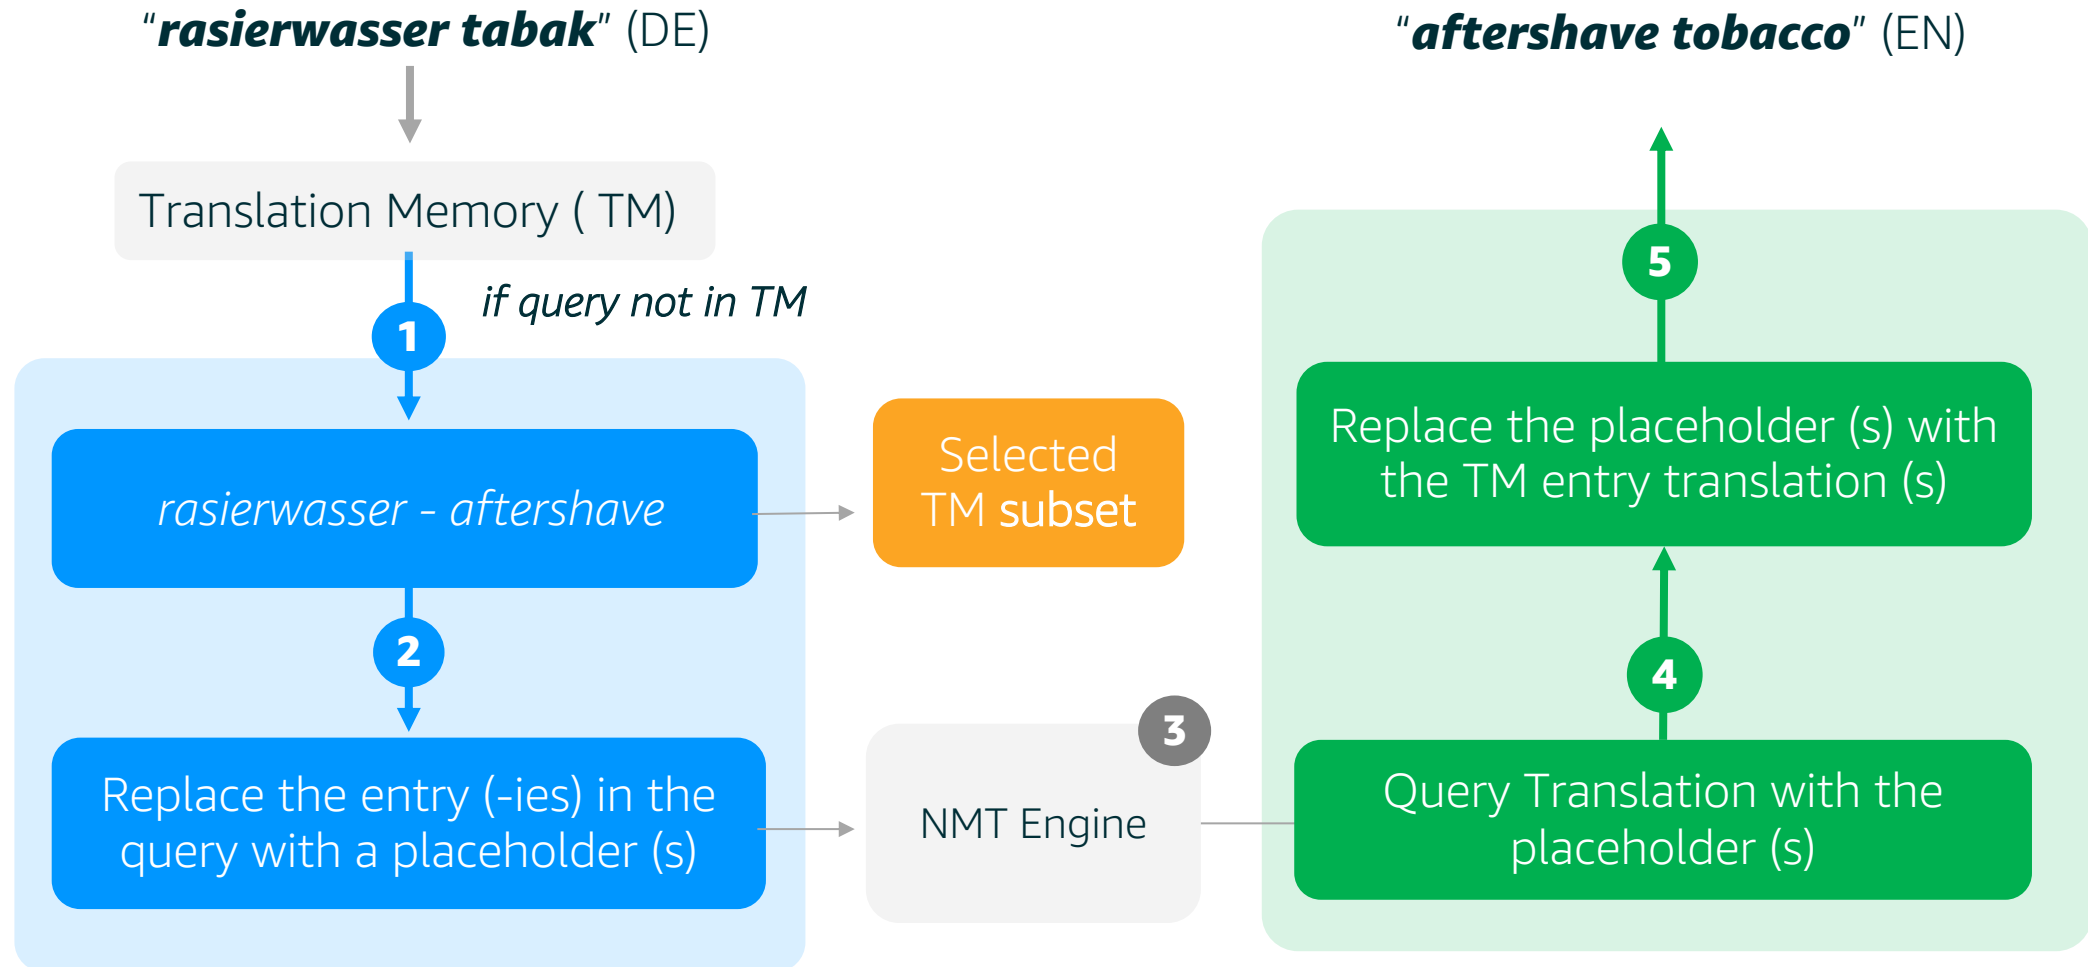 “rasierwasser tabak” (DE)
Translation Memory ( TM)
if query not in TM
1
rasierwasser - aftershave
Selected
TM subset
2
Replace the entry (-ies) in the
query with a placeholder (s)
3
NMT Engine
Query Translation with the
placeholder (s)
4
Replace the placeholder (s) with
the TM entry translation (s)
5
“aftershave tobacco” (EN)